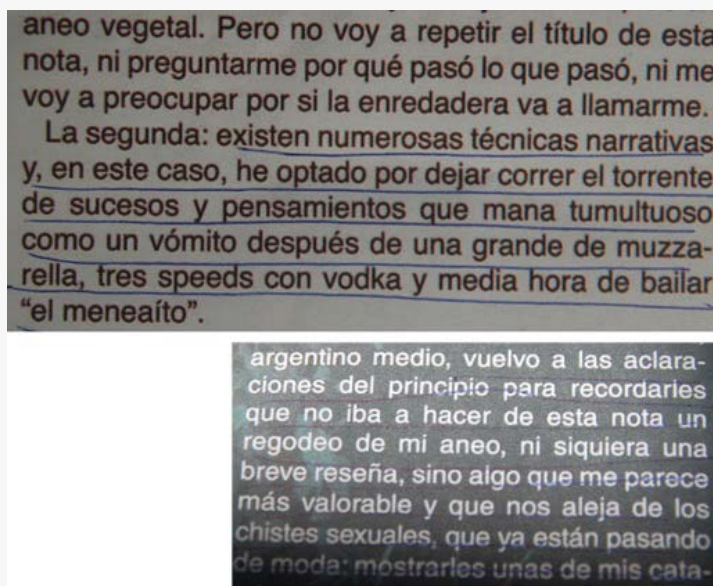 aneo vegetal. Pero no voy a repetir el título de esta
nota, ni preguntarme por qué pasó lo que pasó, ni me
voy a preocupar por si la enredadera va a llamarme.
La segunda: existen numerosas técnicas narrativas
y, en este caso, he optado por dejar correr el torrente
de sucesos y pensamientos que mana tumultuoso
como un vómito después de una grande de muzza-
rella, tres speeds con vodka y media hora de bailar
“el meneaíto”.
argentino medio, vuelvo a las aclara-
ciones del principio para recordarles
que no iba a hacer de esta nota un
regodeo de mi aneo, ni siquiera una
breve reseña, sino algo que me parece
más valorable y que nos aleja de los
chistes sexuales, que ya están pasando
de moda: mostrarles unas de mis cata-